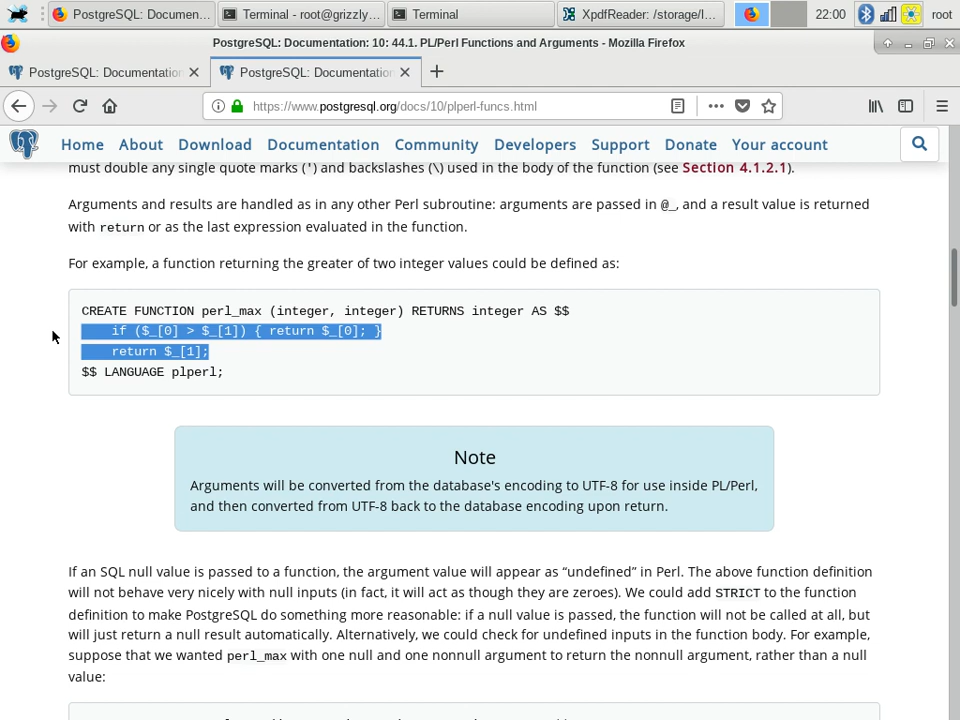 PostgreSQL: Documen...
Terminal - root@grizzly...
Terminal
XpdfReader: /storage/l...
22:00
root
PostgreSQL: Documentation: 10: 44.1. PL/Perl Functions and Arguments - Mozilla Firefox
PostgreSQL: Documentation
PostgreSQL: Documentation
https://www.postgresql.org/docs/10/plperl-funcs.html
Home About Download Documentation Community Developers Support Donate Your account
must double any single quote marks (') and backslashes (\) used in the body of the function (see Section 4.1.2.1).
Arguments and results are handled as in any other Perl subroutine: arguments are passed in @_, and a result value is returned
with return or as the last expression evaluated in the function.
For example, a function returning the greater of two integer values could be defined as:
CREATE FUNCTION perl_max (integer, integer) RETURNS integer AS $$
    if ($_[0] > $_[1]) { return $_[0]; }
    return $_[1];
$$ LANGUAGE plperl;
Note
Arguments will be converted from the database's encoding to UTF-8 for use inside PL/Perl,
and then converted from UTF-8 back to the database encoding upon return.
If an SQL null value is passed to a function, the argument value will appear as “undefined” in Perl. The above function definition
will not behave very nicely with null inputs (in fact, it will act as though they are zeroes). We could add STRICT to the function
definition to make PostgreSQL do something more reasonable: if a null value is passed, the function will not be called at all, but
will just return a null result automatically. Alternatively, we could check for undefined inputs in the function body. For example,
suppose that we wanted perl_max with one null and one nonnull argument to return the nonnull argument, rather than a null
value: